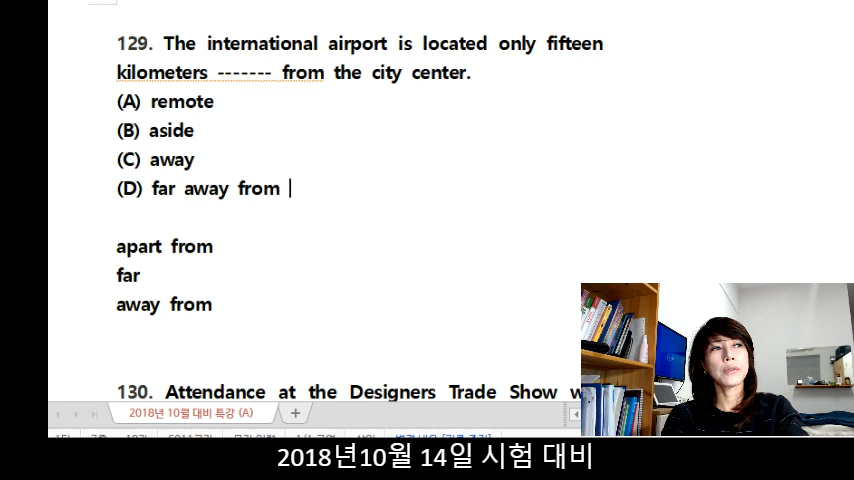 129. The international airport is located only fifteen
kilometers ------- from the city center.
(A) remote
(B) aside
(C) away
(D) far away from
apart from
far
away from
130. Attendance at the Designers Trade Show
2018년 10월 대비 특강 (A)
2018년10월 14일 시험 대비